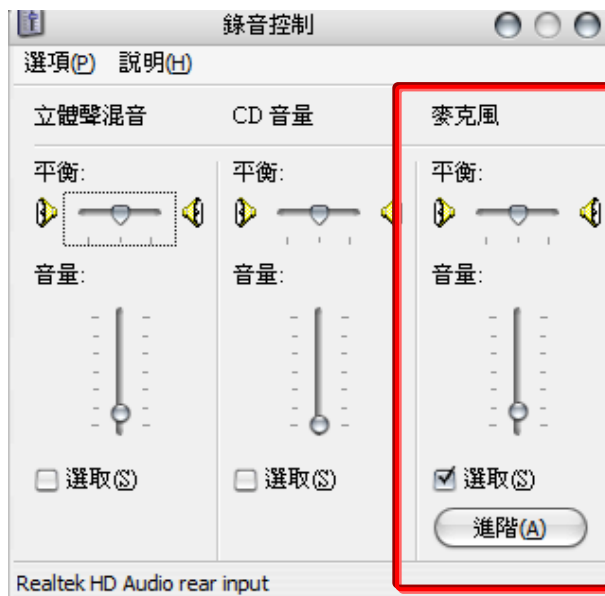 錄音控制
選項(P) 說明(H)
立體聲混音 CD 音量 麥克風
平衡: 平衡: 平衡:
音量: 音量: 音量:
選取(S) 選取(S) 選取(S)
進階(A)
Realtek HD Audio rear input